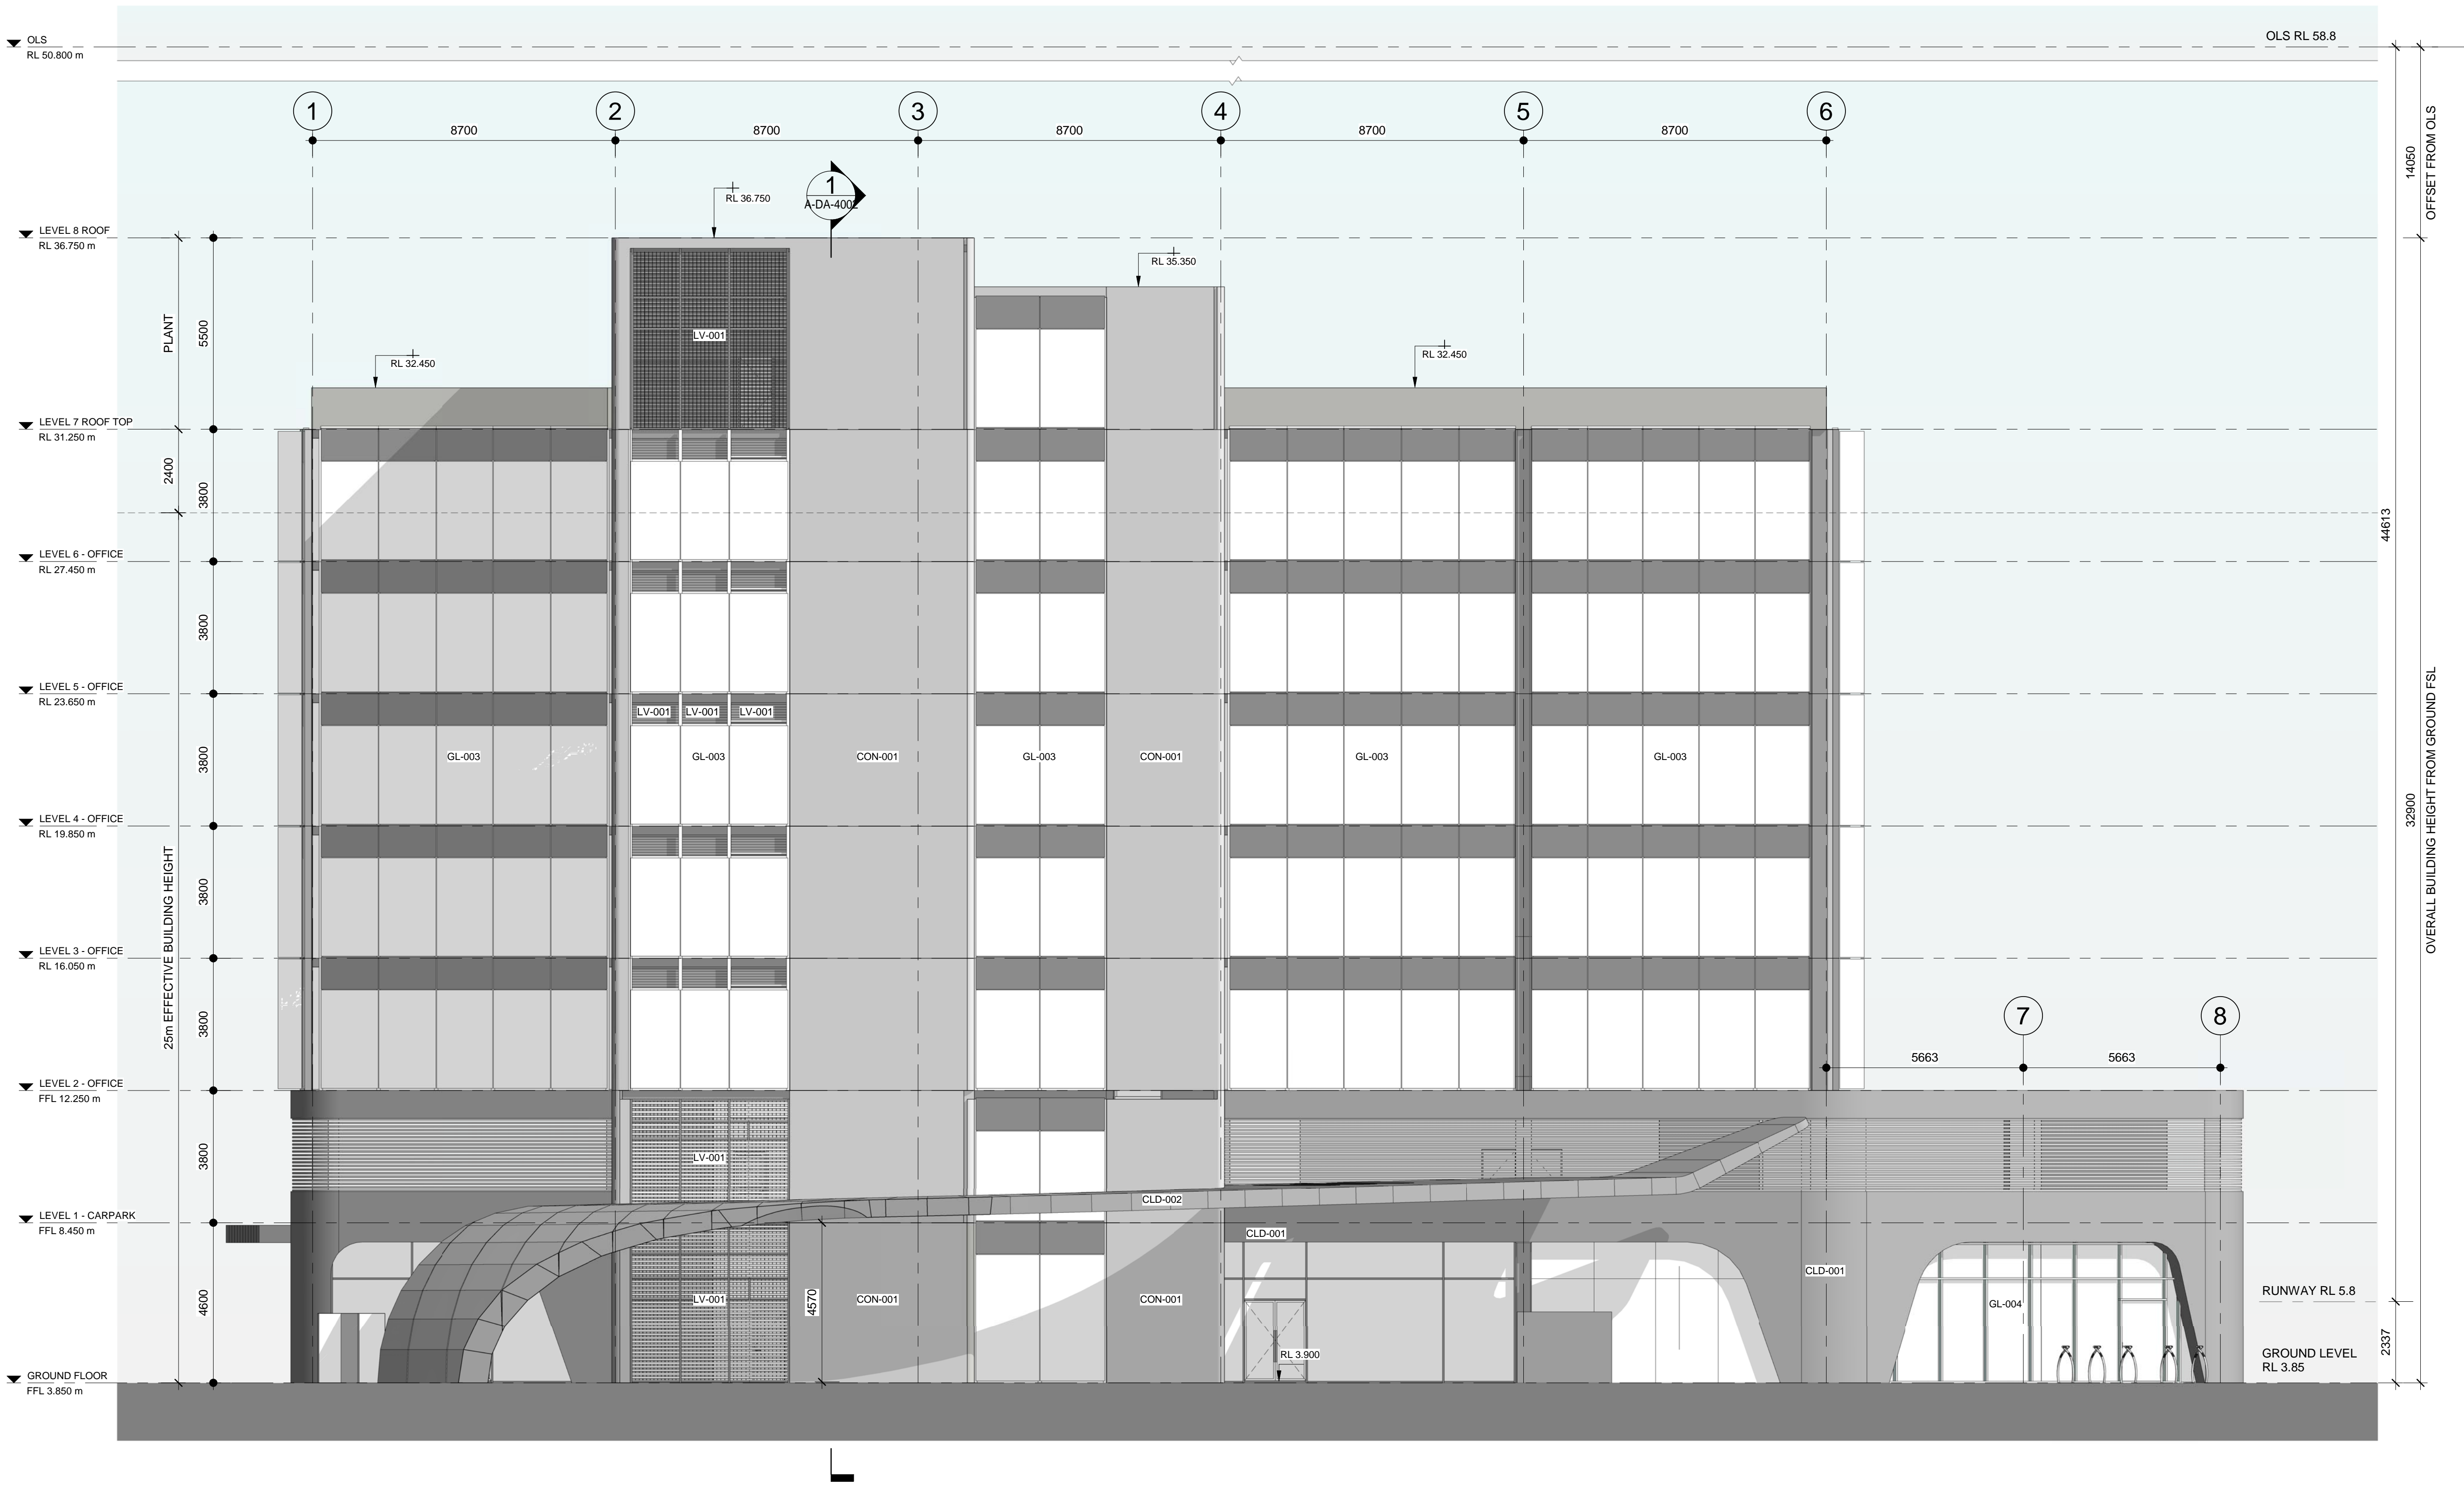 OLS
RL 50.800 m
OLS RL 58.8
1
2
3
4
5
6
8700
8700
8700
8700
8700
14050
OFFSET FROM OLS
1
A-DA-4002
RL 36.750
LEVEL 8 ROOF
RL 36.750 m
RL 35.350
PLANT
5500
LV-001
RL 32.450
RL 32.450
LEVEL 7 ROOF TOP
RL 31.250 m
2400
3800
44613
LEVEL 6 - OFFICE
RL 27.450 m
3800
LEVEL 5 - OFFICE
RL 23.650 m
LV-001
LV-001
LV-001
3800
GL-003
GL-003
CON-001
GL-003
CON-001
GL-003
GL-003
32900
OVERALL BUILDING HEIGHT FROM GROUND FSL
LEVEL 4 - OFFICE
RL 19.850 m
3800
25m EFFECTIVE BUILDING HEIGHT
LEVEL 3 - OFFICE
RL 16.050 m
3800
7
8
5663
5663
LEVEL 2 - OFFICE
FFL 12.250 m
3800
LV-001
CLD-002
LEVEL 1 - CARPARK
FFL 8.450 m
CLD-001
CLD-001
4600
LV-001
4570
CON-001
CON-001
GL-004
RUNWAY RL 5.8
RL 3.900
2337
GROUND LEVEL
RL 3.85
GROUND FLOOR
FFL 3.850 m